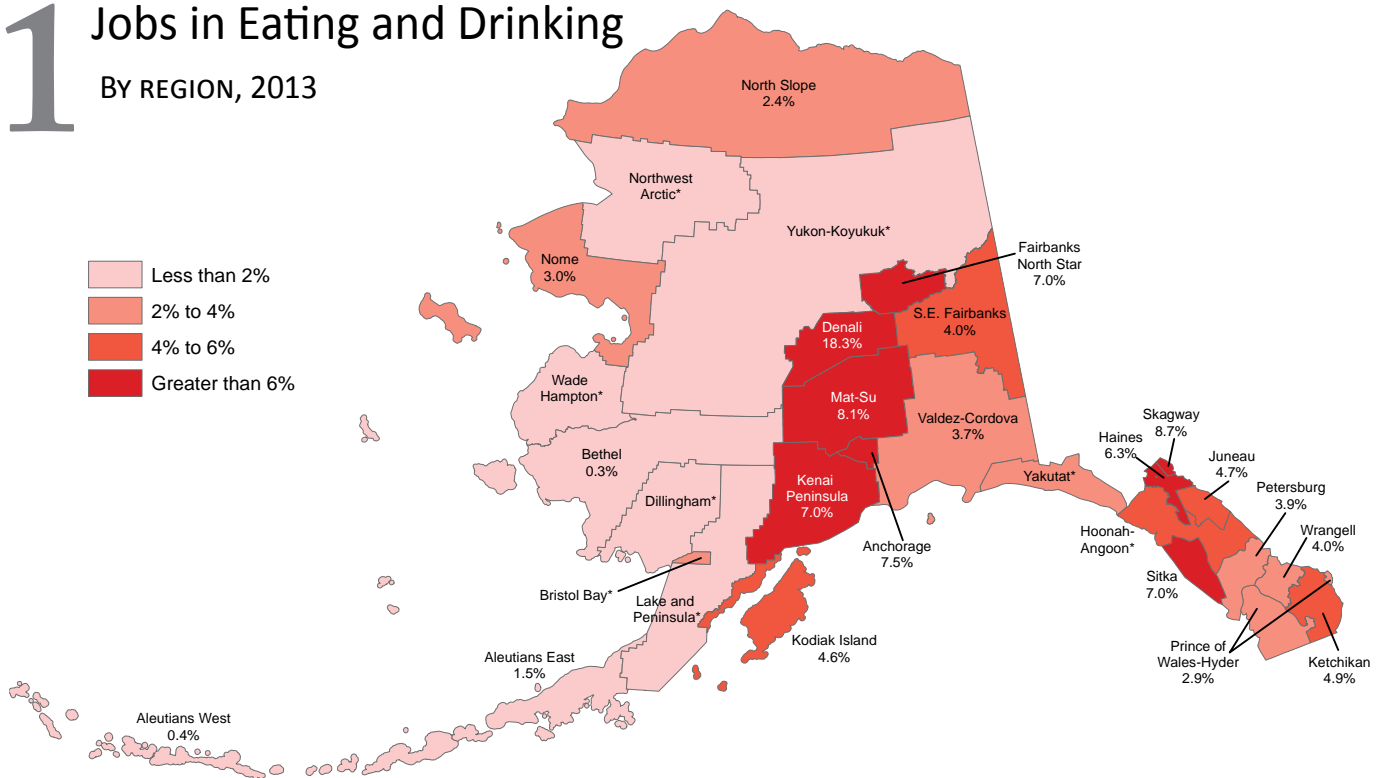 1
Jobs in Eating and Drinking
By region, 2013
Less than 2%
2% to 4%
4% to 6%
Greater than 6%
North Slope
2.4%
Northwest
Arctic*
Yukon-Koyukuk*
Nome
3.0%
Fairbanks
North Star
7.0%
S.E. Fairbanks
4.0%
Denali
18.3%
Wade
Hampton*
Mat-Su
8.1%
Valdez-Cordova
3.7%
Bethel
0.3%
Dillingham*
Kenai
Peninsula
7.0%
Anchorage
7.5%
Yakutat*
Skagway
8.7%
Haines
6.3%
Juneau
4.7%
Petersburg
3.9%
Wrangell
4.0%
Hoonah-
Angoon*
Sitka
7.0%
Prince of
Wales-Hyder
2.9%
Ketchikan
4.9%
Bristol Bay*
Lake and
Peninsula*
Kodiak Island
4.6%
Aleutians East
1.5%
Aleutians West
0.4%